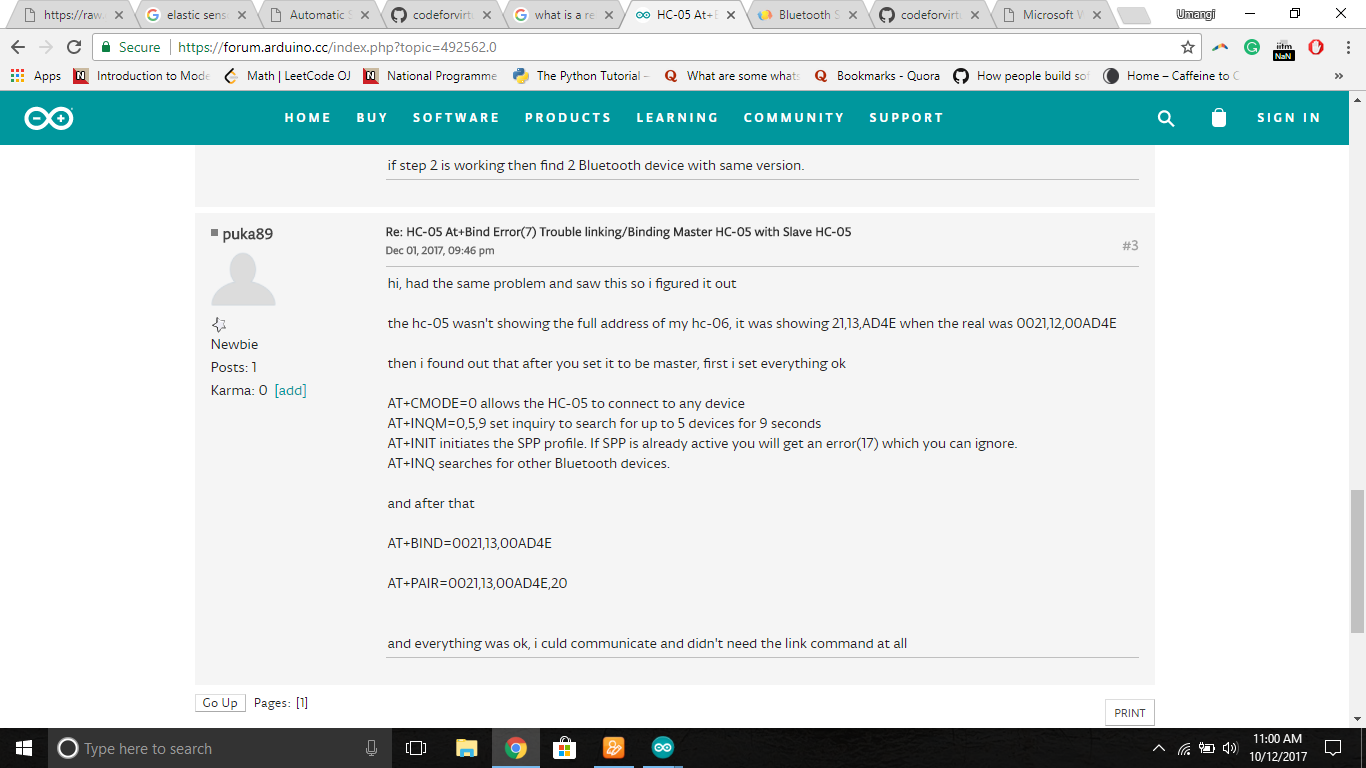 https://raw.
elastic sens
Automatic S
codeforvirt
what is a re
HC-05 At+B
Bluetooth S
codeforvirt
Microsoft W
Umangi
Secure
https://forum.arduino.cc/index.php?topic=492562.0
iitm
NaN
Apps
Introduction to Mode
Math | LeetCode OJ
National Programme
The Python Tutorial —
What are some whats
Bookmarks - Quora
How people build sof
Home – Caffeine to C
»
HOME
BUY
SOFTWARE
PRODUCTS
LEARNING
COMMUNITY
SUPPORT
SIGN IN
if step 2 is working then find 2 Bluetooth device with same version.
puka89
Newbie
Posts: 1
Karma: 0 [add]
Re: HC-05 At+Bind Error(7) Trouble linking/Binding Master HC-05 with Slave HC-05
Dec 01, 2017, 09:46 pm
#3
hi, had the same problem and saw this so i figured it out
the hc-05 wasn't showing the full address of my hc-06, it was showing 21,13,AD4E when the real was 0021,12,00AD4E
then i found out that after you set it to be master, first i set everything ok
AT+CMODE=0 allows the HC-05 to connect to any device
AT+INQM=0,5,9 set inquiry to search for up to 5 devices for 9 seconds
AT+INIT initiates the SPP profile. If SPP is already active you will get an error(17) which you can ignore.
AT+INQ searches for other Bluetooth devices.
and after that
AT+BIND=0021,13,00AD4E
AT+PAIR=0021,13,00AD4E,20
and everything was ok, i culd communicate and didn't need the link command at all
Go Up
Pages: [1]
PRINT
Type here to search
11:00 AM
10/12/2017